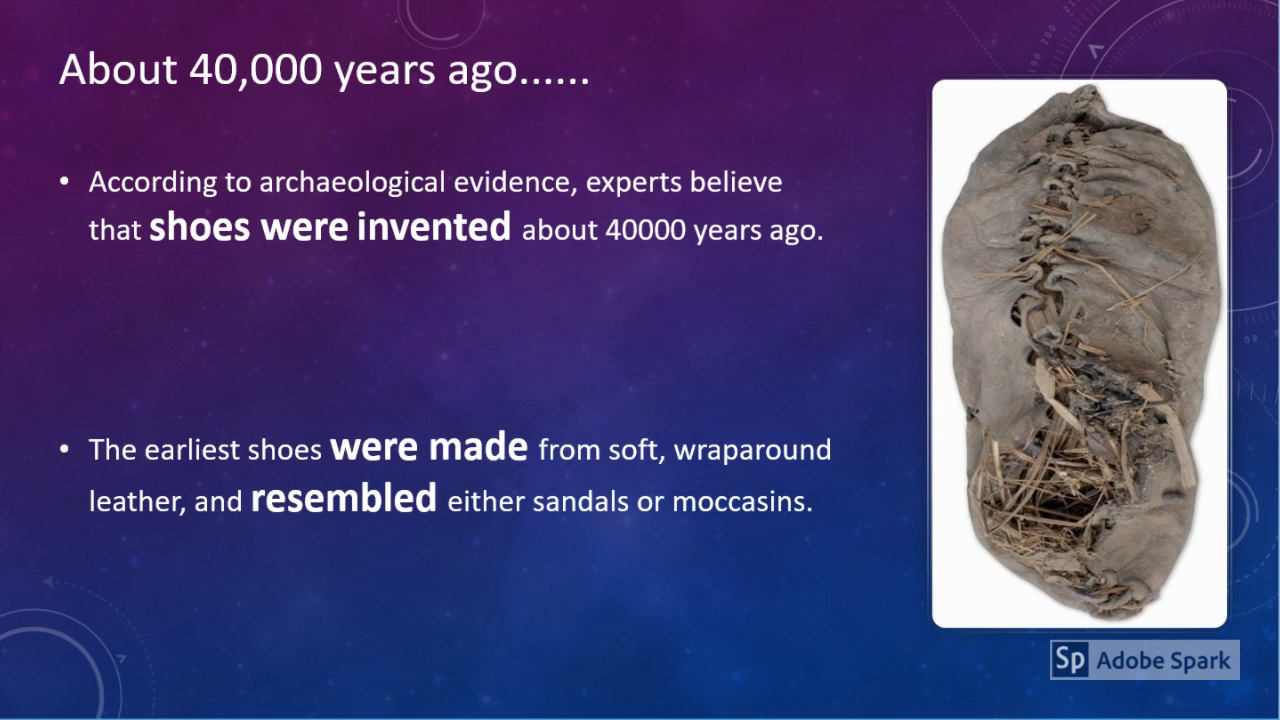 About 40,000 years ago......
• According to archaeological evidence, experts believe
that shoes were invented about 40000 years ago.
• The earliest shoes were made from soft, wraparound
leather, and resembled either sandals or moccasins.
Sp Adobe Spark